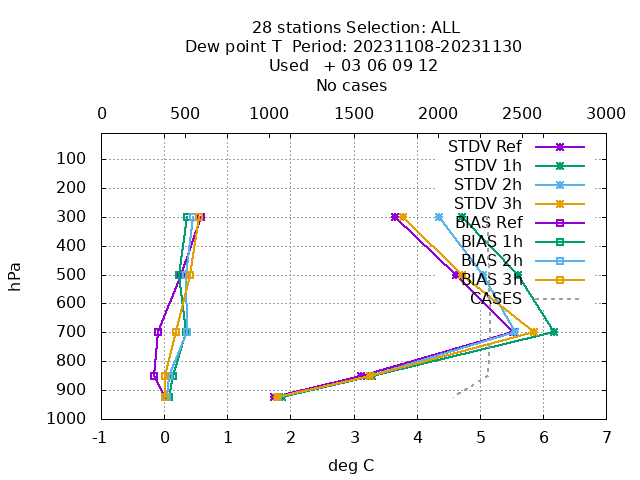 28 stations Selection: ALL
Dew point T  Period: 20231108-20231130
Used   + 03 06 09 12
No cases
0 500 1000 1500 2000 2500 3000
STDV Ref
STDV 1h
STDV 2h
STDV 3h
BIAS Ref
BIAS 1h
BIAS 2h
BIAS 3h
CASES
hPa
100
200
300
400
500
600
700
800
900
1000
-1 0 1 2 3 4 5 6 7
deg C